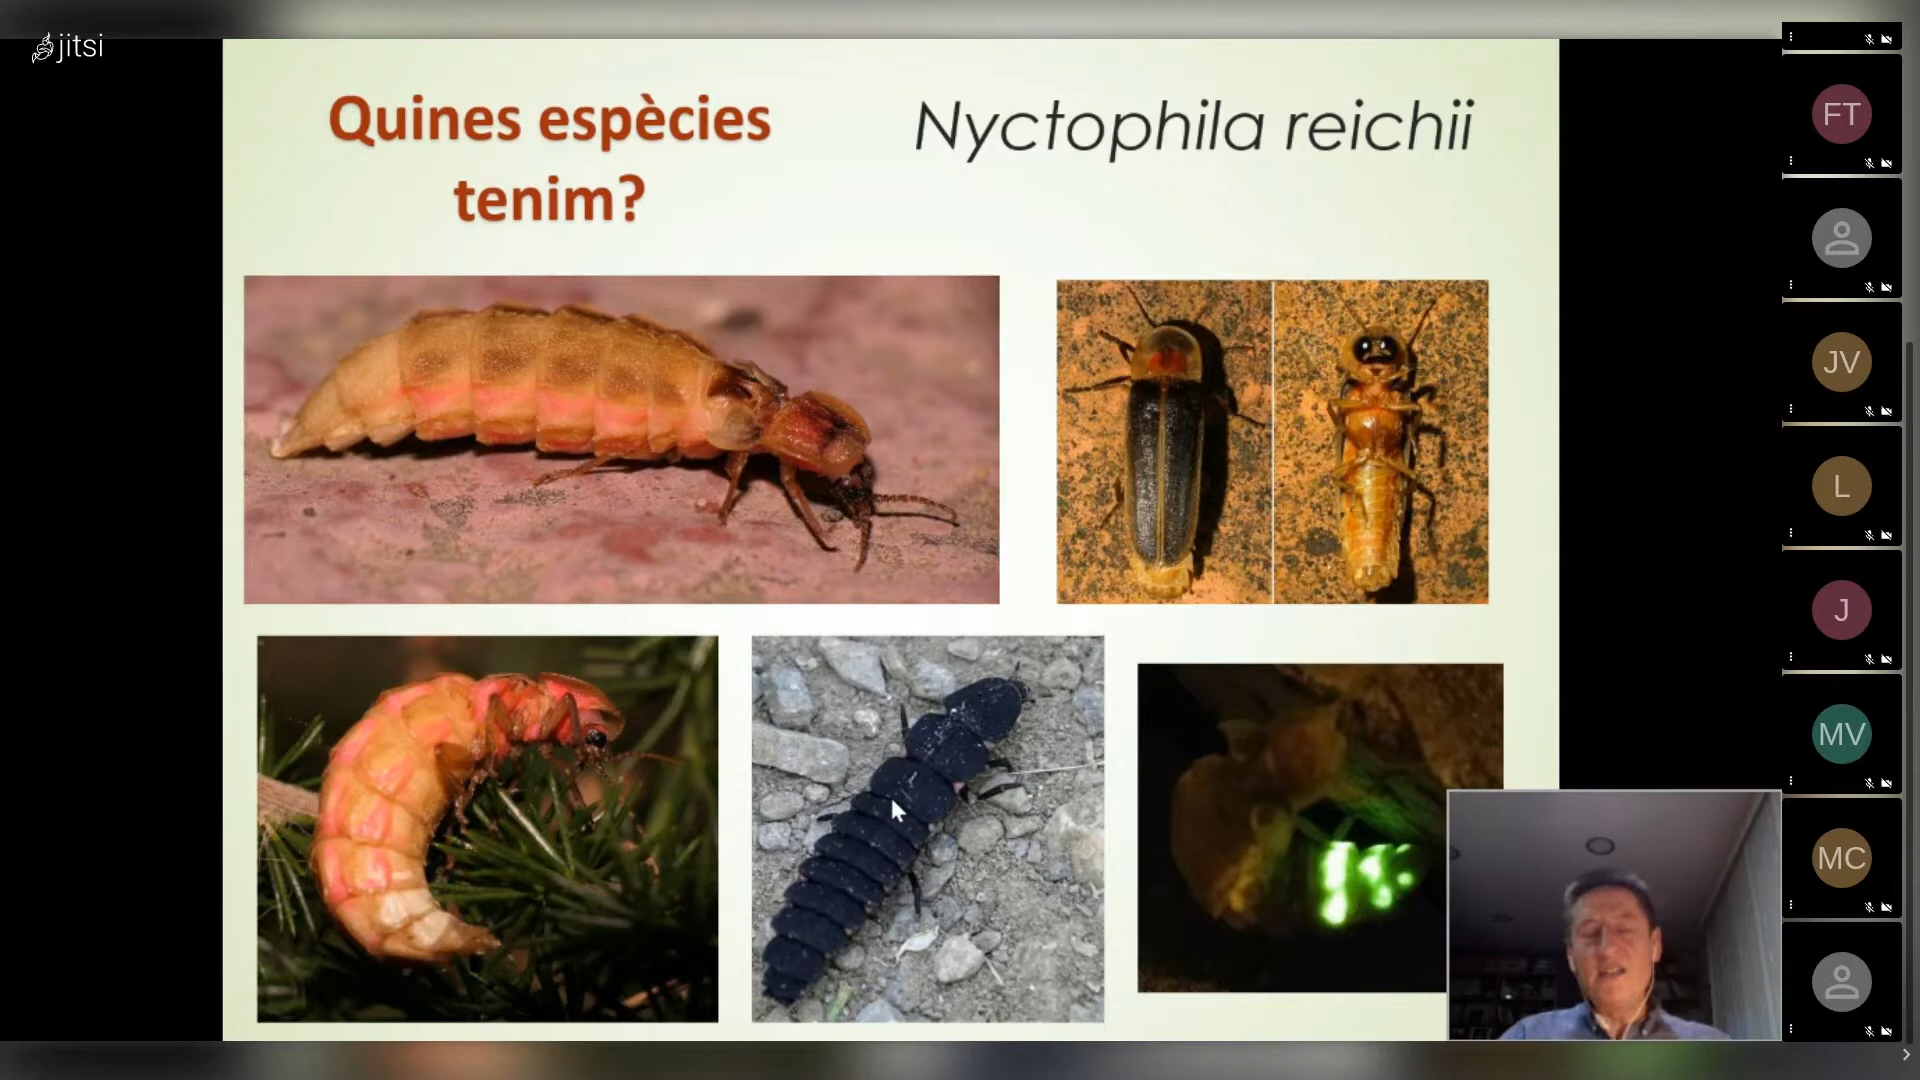 jitsi
Quines espècies
tenim?
Nyctophila reichii
FT
JV
L
J
MV
MC